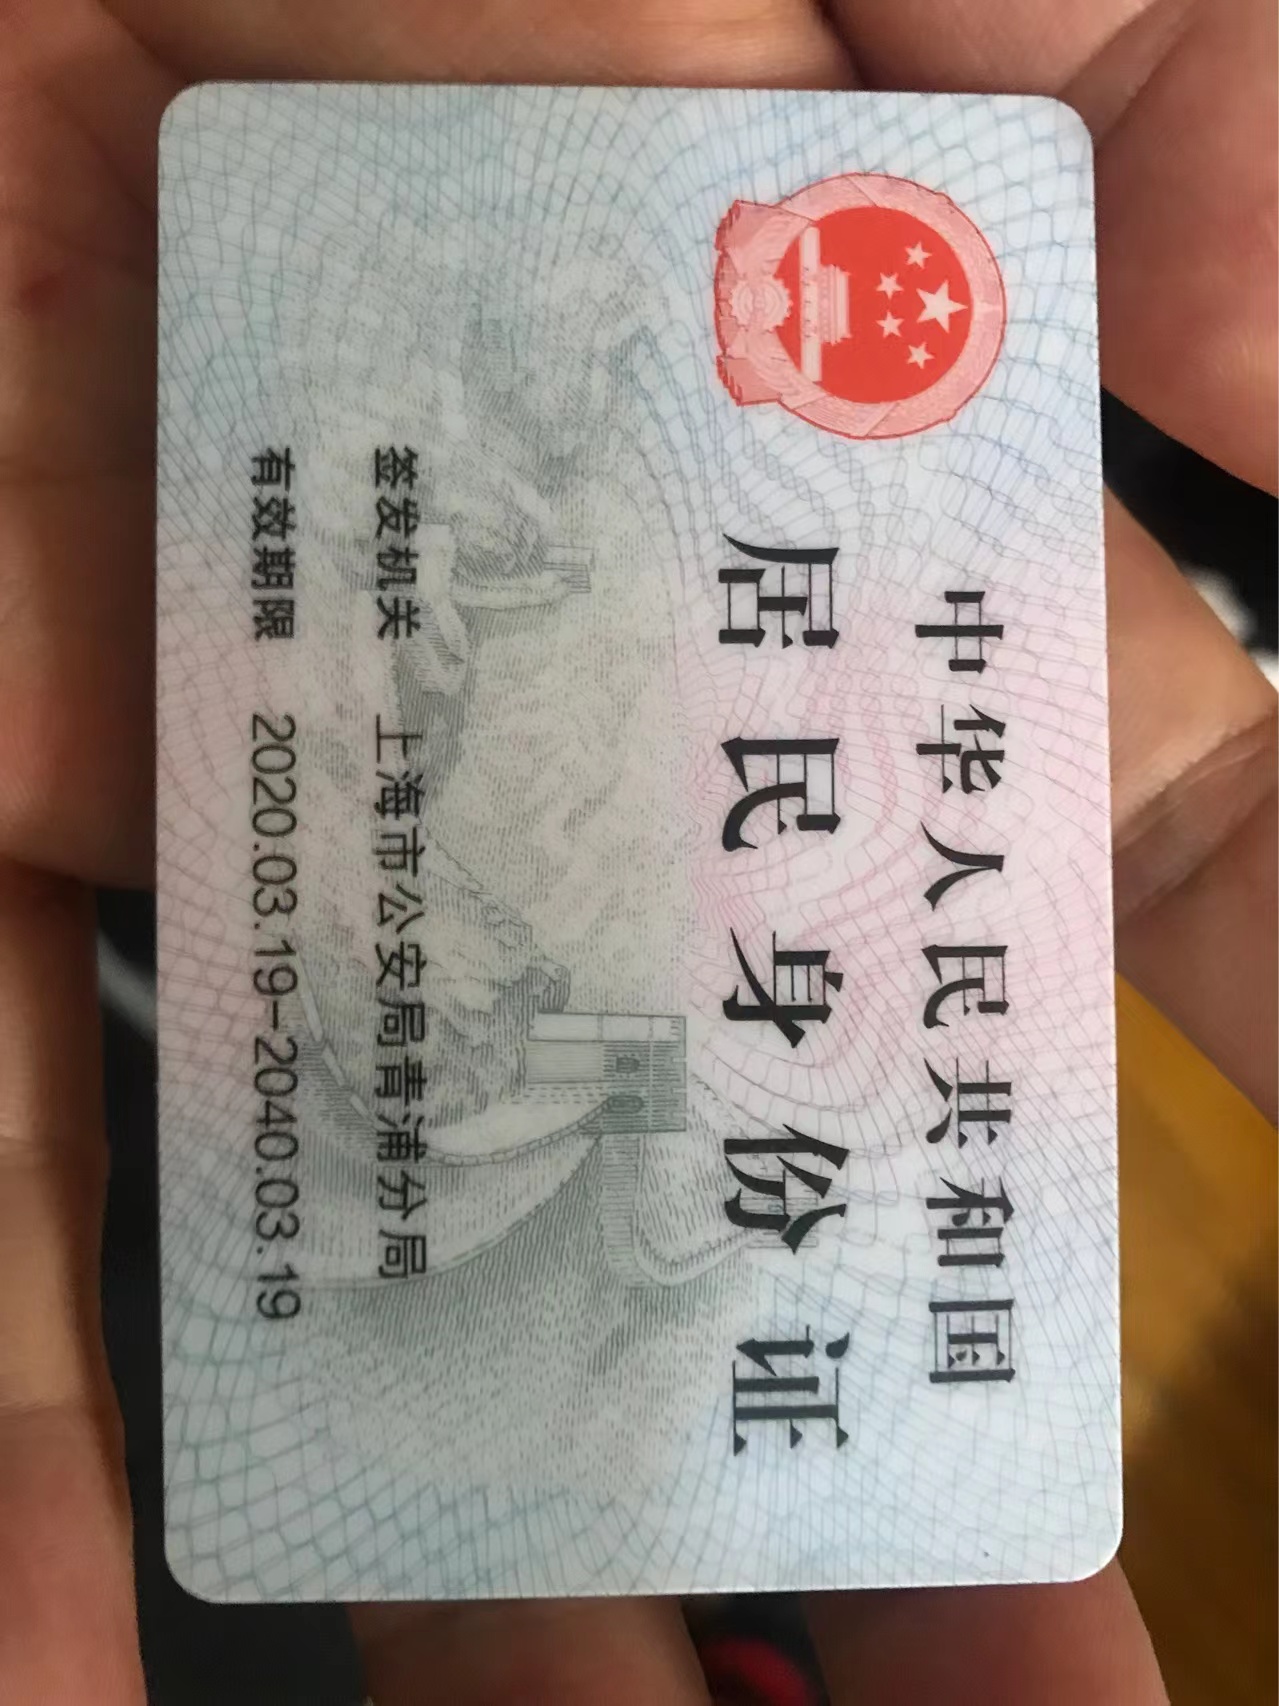 中华人民共和国
居民身份证
签发机关 上海市公安局青浦分局
有效期限 2020.03.19-2040.03.19